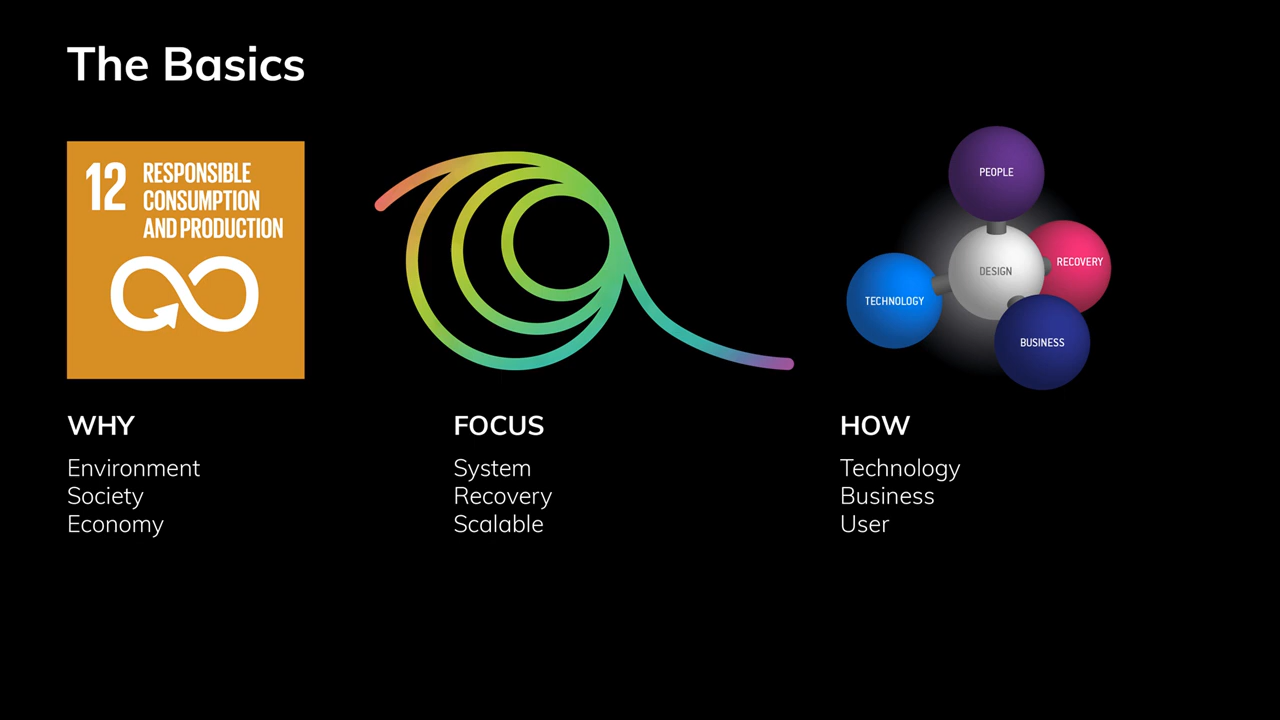 The Basics
12 RESPONSIBLE
CONSUMPTION
AND PRODUCTION
PEOPLE
DESIGN
RECOVERY
TECHNOLOGY
BUSINESS
WHY
Environment
Society
Economy
FOCUS
System
Recovery
Scalable
HOW
Technology
Business
User